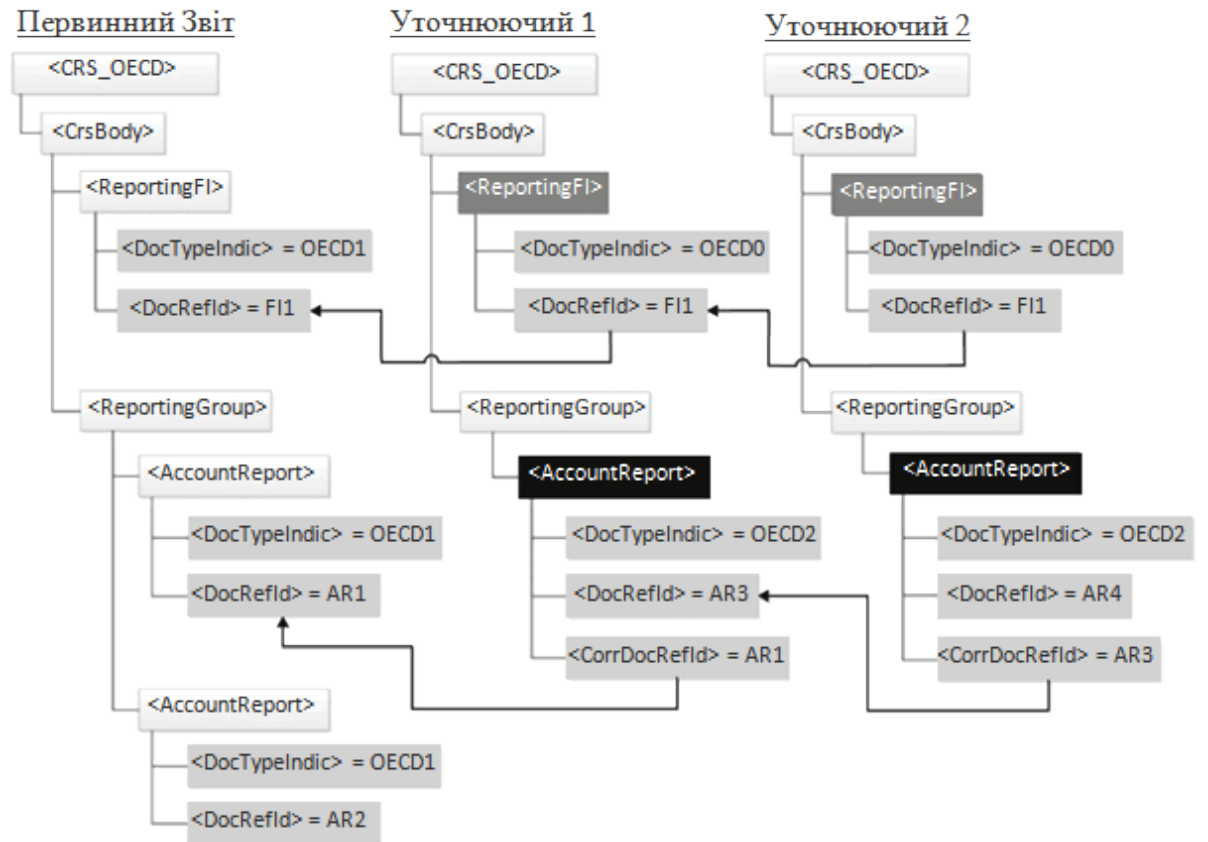 Первинний Звіт
<CRS_OECD>
<CrsBody>
<ReportingFI>
<DocTypeIndic> = OECD1
<DocRefId> = FI1
<ReportingGroup>
<AccountReport>
<DocTypeIndic> = OECD1
<DocRefId> = AR1
<AccountReport>
<DocTypeIndic> = OECD1
<DocRefId> = AR2
Уточнюючий 1
<CRS_OECD>
<CrsBody>
<ReportingFI>
<DocTypeIndic> = OECD0
<DocRefId> = FI1
<ReportingGroup>
<AccountReport>
<DocTypeIndic> = OECD2
<DocRefId> = AR3
<CorrDocRefId> = AR1
Уточнюючий 2
<CRS_OECD>
<CrsBody>
<ReportingFI>
<DocTypeIndic> = OECD0
<DocRefId> = FI1
<ReportingGroup>
<AccountReport>
<DocTypeIndic> = OECD2
<DocRefId> = AR4
<CorrDocRefId> = AR3